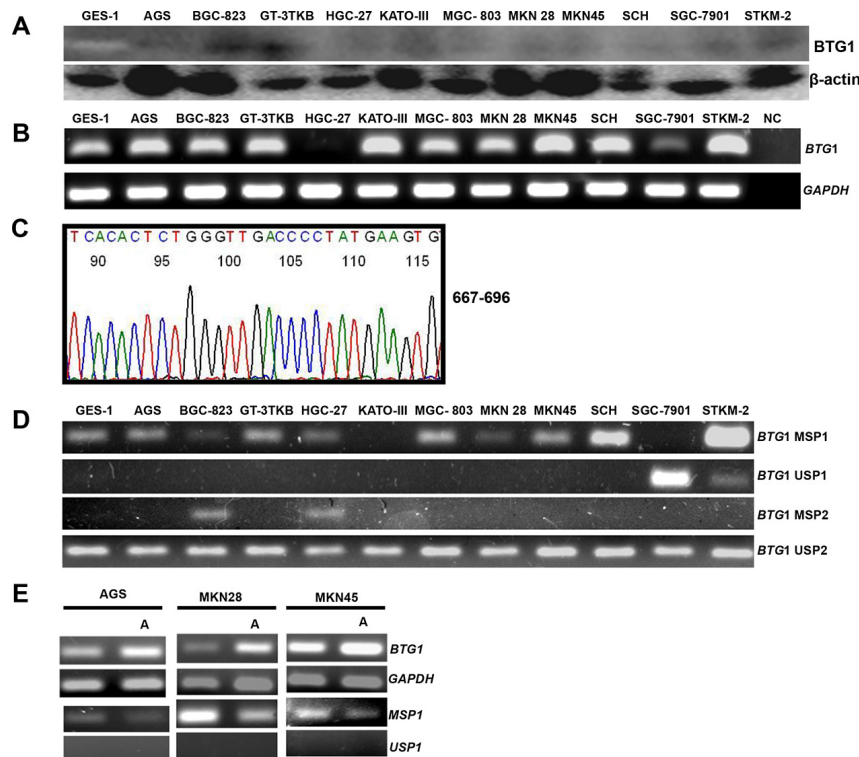 A
GES-1 AGS BGC-823 GT-3TKB HGC-27 KATO-III MGC- 803 MKN 28 MKN45 SCH SGC-7901 STKM-2
BTG1
β-actin
B
GES-1 AGS BGC-823 GT-3TKB HGC-27 KATO-III MGC- 803 MKN 28 MKN45 SCH SGC-7901 STKM-2 NC
BTG1
GAPDH
C
TCACACTCTGGGTTGACCCCTATGAAGTG
90 95 100 105 110 115
667-696
D
GES-1 AGS BGC-823 GT-3TKB HGC-27 KATO-III MGC- 803 MKN 28 MKN45 SCH SGC-7901 STKM-2
BTG1 MSP1
BTG1 USP1
BTG1 MSP2
BTG1 USP2
E
AGS MKN28 MKN45
A A A
BTG1
GAPDH
MSP1
USP1